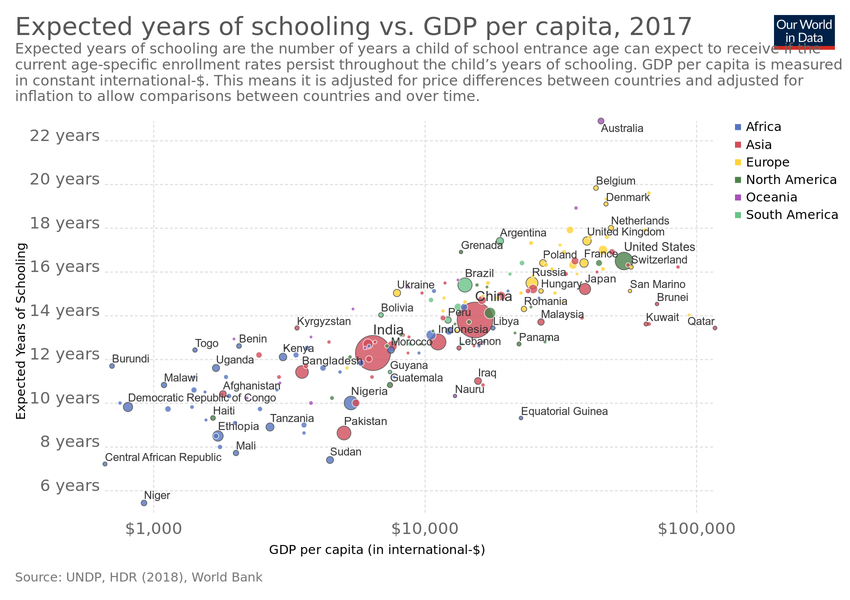 Expected years of schooling vs. GDP per capita, 2017
Our World
in Data
Expected years of schooling are the number of years a child of school entrance age can expect to receive if the
current age-specific enrollment rates persist throughout the child's years of schooling. GDP per capita is measured
in constant international-$. This means it is adjusted for price differences between countries and adjusted for
inflation to allow comparisons between countries and over time.
22 years
20 years
18 years
16 years
14 years
12 years
10 years
8 years
6 years
Expected Years of Schooling
Australia
Belgium
Denmark
Netherlands
Argentina
United Kingdom
Grenada
United States
Poland
France
Switzerland
Brazil
Russia
Ukraine
Hungary
Japan
San Marino
China
Romania
Brunei
Bolivia
Peru
Malaysia
Kuwait
Qatar
Kyrgyzstan
India
Indonesia
Libya
Togo
Benin
Kenya
Morocco
Lebanon
Panama
Burundi
Uganda
Bangladesh
Guyana
Malawi
Afghanistan
Guatemala
Iraq
Democratic Republic of Congo
Nigeria
Nauru
Haiti
Ethiopia
Tanzania
Pakistan
Equatorial Guinea
Mali
Sudan
Central African Republic
Niger
$1,000
$10,000
$100,000
GDP per capita (in international-$)
Africa
Asia
Europe
North America
Oceania
South America
Source: UNDP, HDR (2018), World Bank